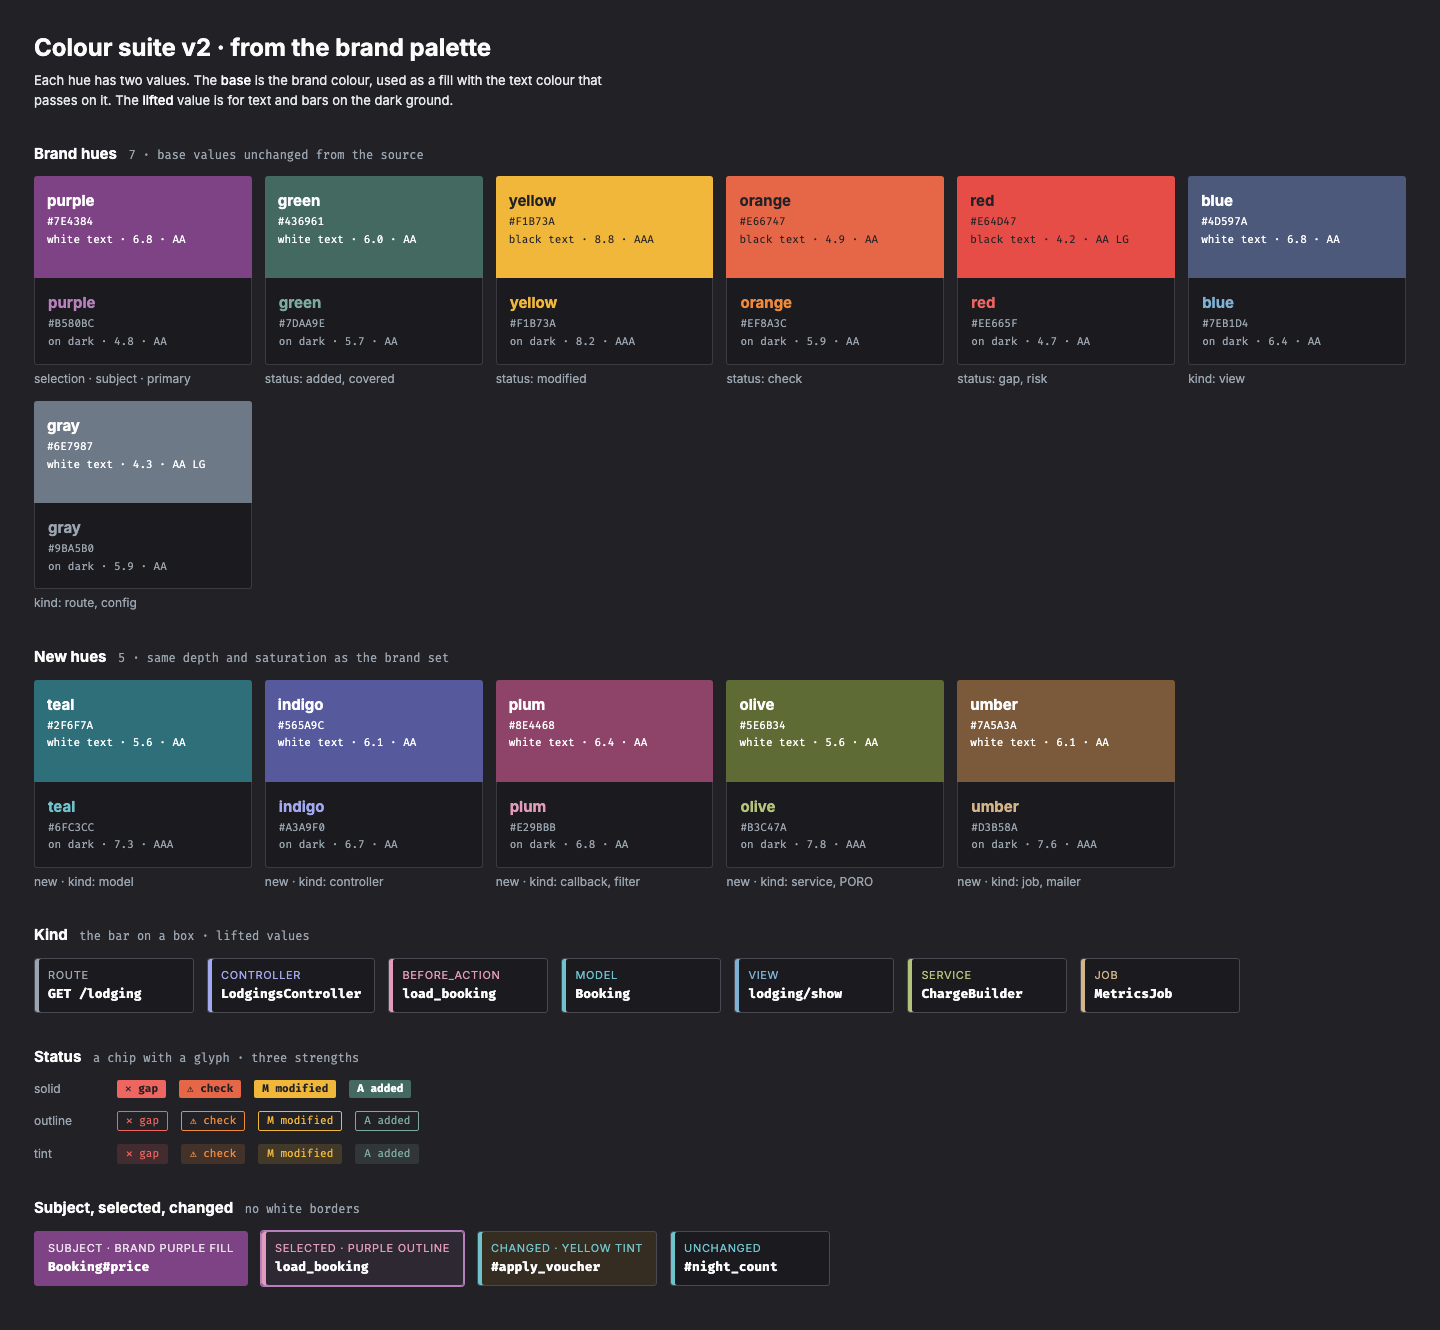 Colour suite v2 · from the brand palette
Each hue has two values. The base is the brand colour, used as a fill with the text colour that
passes on it. The lifted value is for text and bars on the dark ground.
Brand hues 7 · base values unchanged from the source
purple
#7E4384
white text · 6.8 · AA
purple
#B580BC
on dark · 4.8 · AA
selection · subject · primary
green
#436961
white text · 6.0 · AA
green
#7DAA9E
on dark · 5.7 · AA
status: added, covered
yellow
#F1B73A
black text · 8.8 · AAA
yellow
#F1B73A
on dark · 8.2 · AAA
status: modified
orange
#E66747
black text · 4.9 · AA
orange
#EF8A3C
on dark · 5.9 · AA
status: check
red
#E64D47
black text · 4.2 · AA LG
red
#EE665F
on dark · 4.7 · AA
status: gap, risk
blue
#4D597A
white text · 6.8 · AA
blue
#7EB1D4
on dark · 6.4 · AA
kind: view
gray
#6E7987
white text · 4.3 · AA LG
gray
#9BA5B0
on dark · 5.9 · AA
kind: route, config
New hues 5 · same depth and saturation as the brand set
teal
#2F6F7A
white text · 5.6 · AA
teal
#6FC3CC
on dark · 7.3 · AAA
new · kind: model
indigo
#565A9C
white text · 6.1 · AA
indigo
#A3A9F0
on dark · 6.7 · AA
new · kind: controller
plum
#8E4468
white text · 6.4 · AA
plum
#E29BBB
on dark · 6.8 · AA
new · kind: callback, filter
olive
#5E6B34
white text · 5.6 · AA
olive
#B3C47A
on dark · 7.8 · AAA
new · kind: service, PORO
umber
#7A5A3A
white text · 6.1 · AA
umber
#D3B58A
on dark · 7.6 · AAA
new · kind: job, mailer
Kind the bar on a box · lifted values
ROUTE
GET /lodging
CONTROLLER
LodgingsController
BEFORE_ACTION
load_booking
MODEL
Booking
VIEW
lodging/show
SERVICE
ChargeBuilder
JOB
MetricsJob
Status a chip with a glyph · three strengths
solid × gap ⚠ check M modified A added
outline × gap ⚠ check M modified A added
tint × gap ⚠ check M modified A added
Subject, selected, changed no white borders
SUBJECT · BRAND PURPLE FILL
Booking#price
SELECTED · PURPLE OUTLINE
load_booking
CHANGED · YELLOW TINT
#apply_voucher
UNCHANGED
#night_count